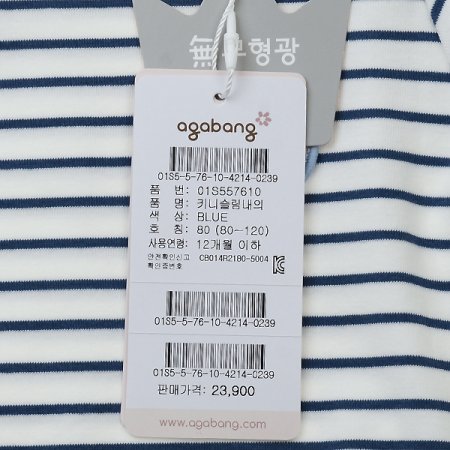 無무형광
agabang
01S5-5-76-10-4214-0239
품 번: 01S557610
품 명: 키니슬림내의
색 상: BLUE
호 칭: 80 (80~120)
사용연령: 12개월 이하
안전확인신고
확인증번호: CB014R2180-5004
01S5-5-76-10-4214-0239
01S5-5-76-10-4214-0239
판매가격: 23,900
www.agabang.com